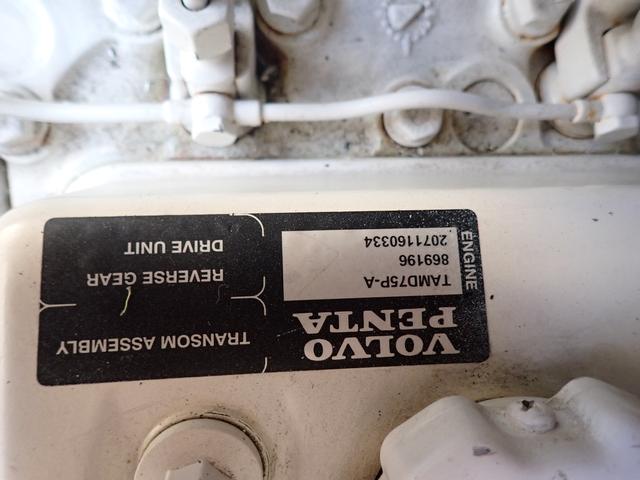 VOLVO
PENTA
ENGINE
TAMD75P-A
869196
2071160334
TRANSOM ASSEMBLY
REVERSE GEAR
DRIVE UNIT